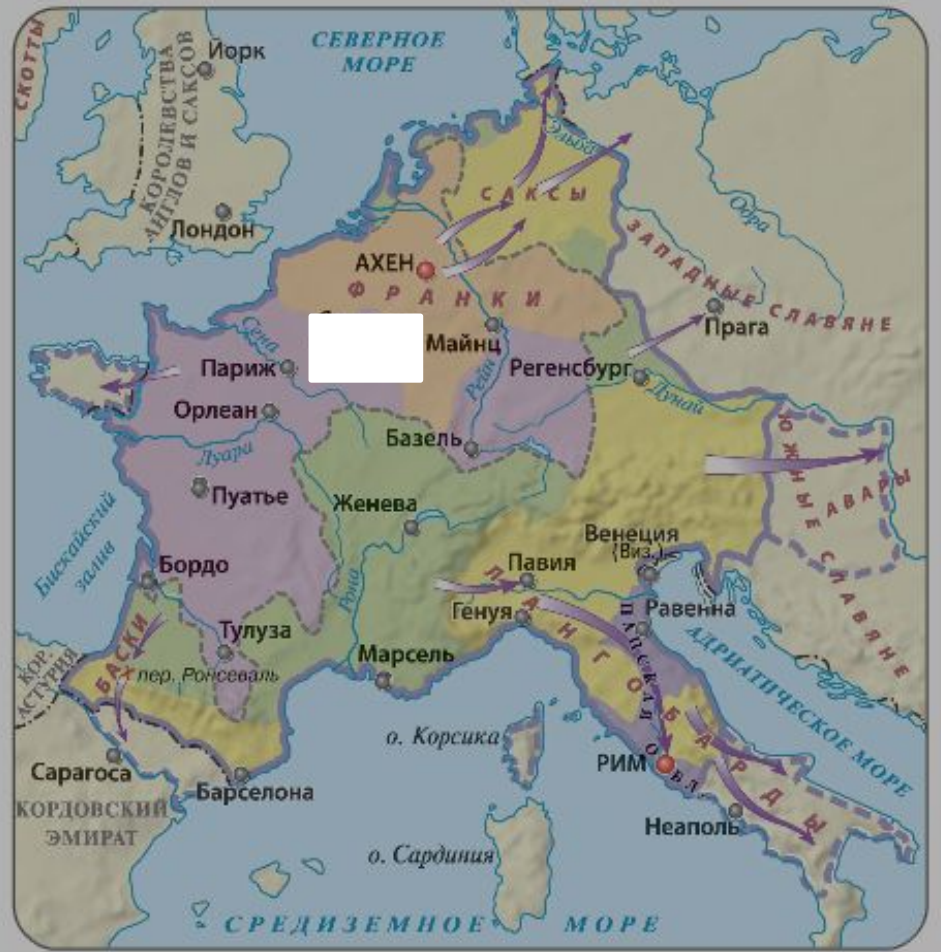 СКОТТЫ
Йорк
СЕВЕРНОЕ
МОРЕ
КОРОЛЕВСТВА
АНГЛОВ И САКСОВ
Лондон
Эльба
САКСЫ
Одра
ЗАПАДНЫЕ СЛАВЯНЕ
АХЕН
ФРАНКИ
Прага
Сена
Майнц
Париж
Рейн
Регенсбург
Дунай
Орлеан
Базель
ЮЖНЫЕ СЛАВЯНЕ
АВАРЫ
Луара
Пуатье
Женева
Бискайский
залив
Венеция
(Виз.)
Бордо
Павия
Рона
Генуя
Равенна
ЛАНГОБАРДЫ
ПАПСКАЯ ОБЛ.
БАСКИ
Тулуза
Марсель
пер. Ронсеваль
АДРИАТИЧЕСКОЕ МОРЕ
КОР.
АСТУРИЯ
о. Корсика
РИМ
Сарагоса
Барселона
КОРДОВСКИЙ
ЭМИРАТ
Неаполь
о. Сардиния
СРЕДИЗЕМНОЕ МОРЕ